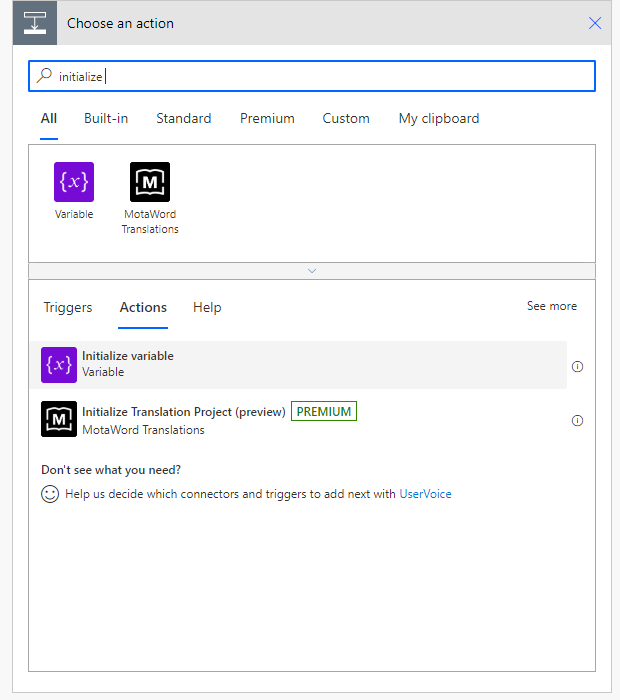 Choose an action
initialize
All Built-in Standard Premium Custom My clipboard
{x} M
Variable MotaWord
Translations
Triggers Actions Help See more
{x} Initialize variable
Variable
M Initialize Translation Project (preview) PREMIUM
MotaWord Translations
Don't see what you need?
Help us decide which connectors and triggers to add next with UserVoice